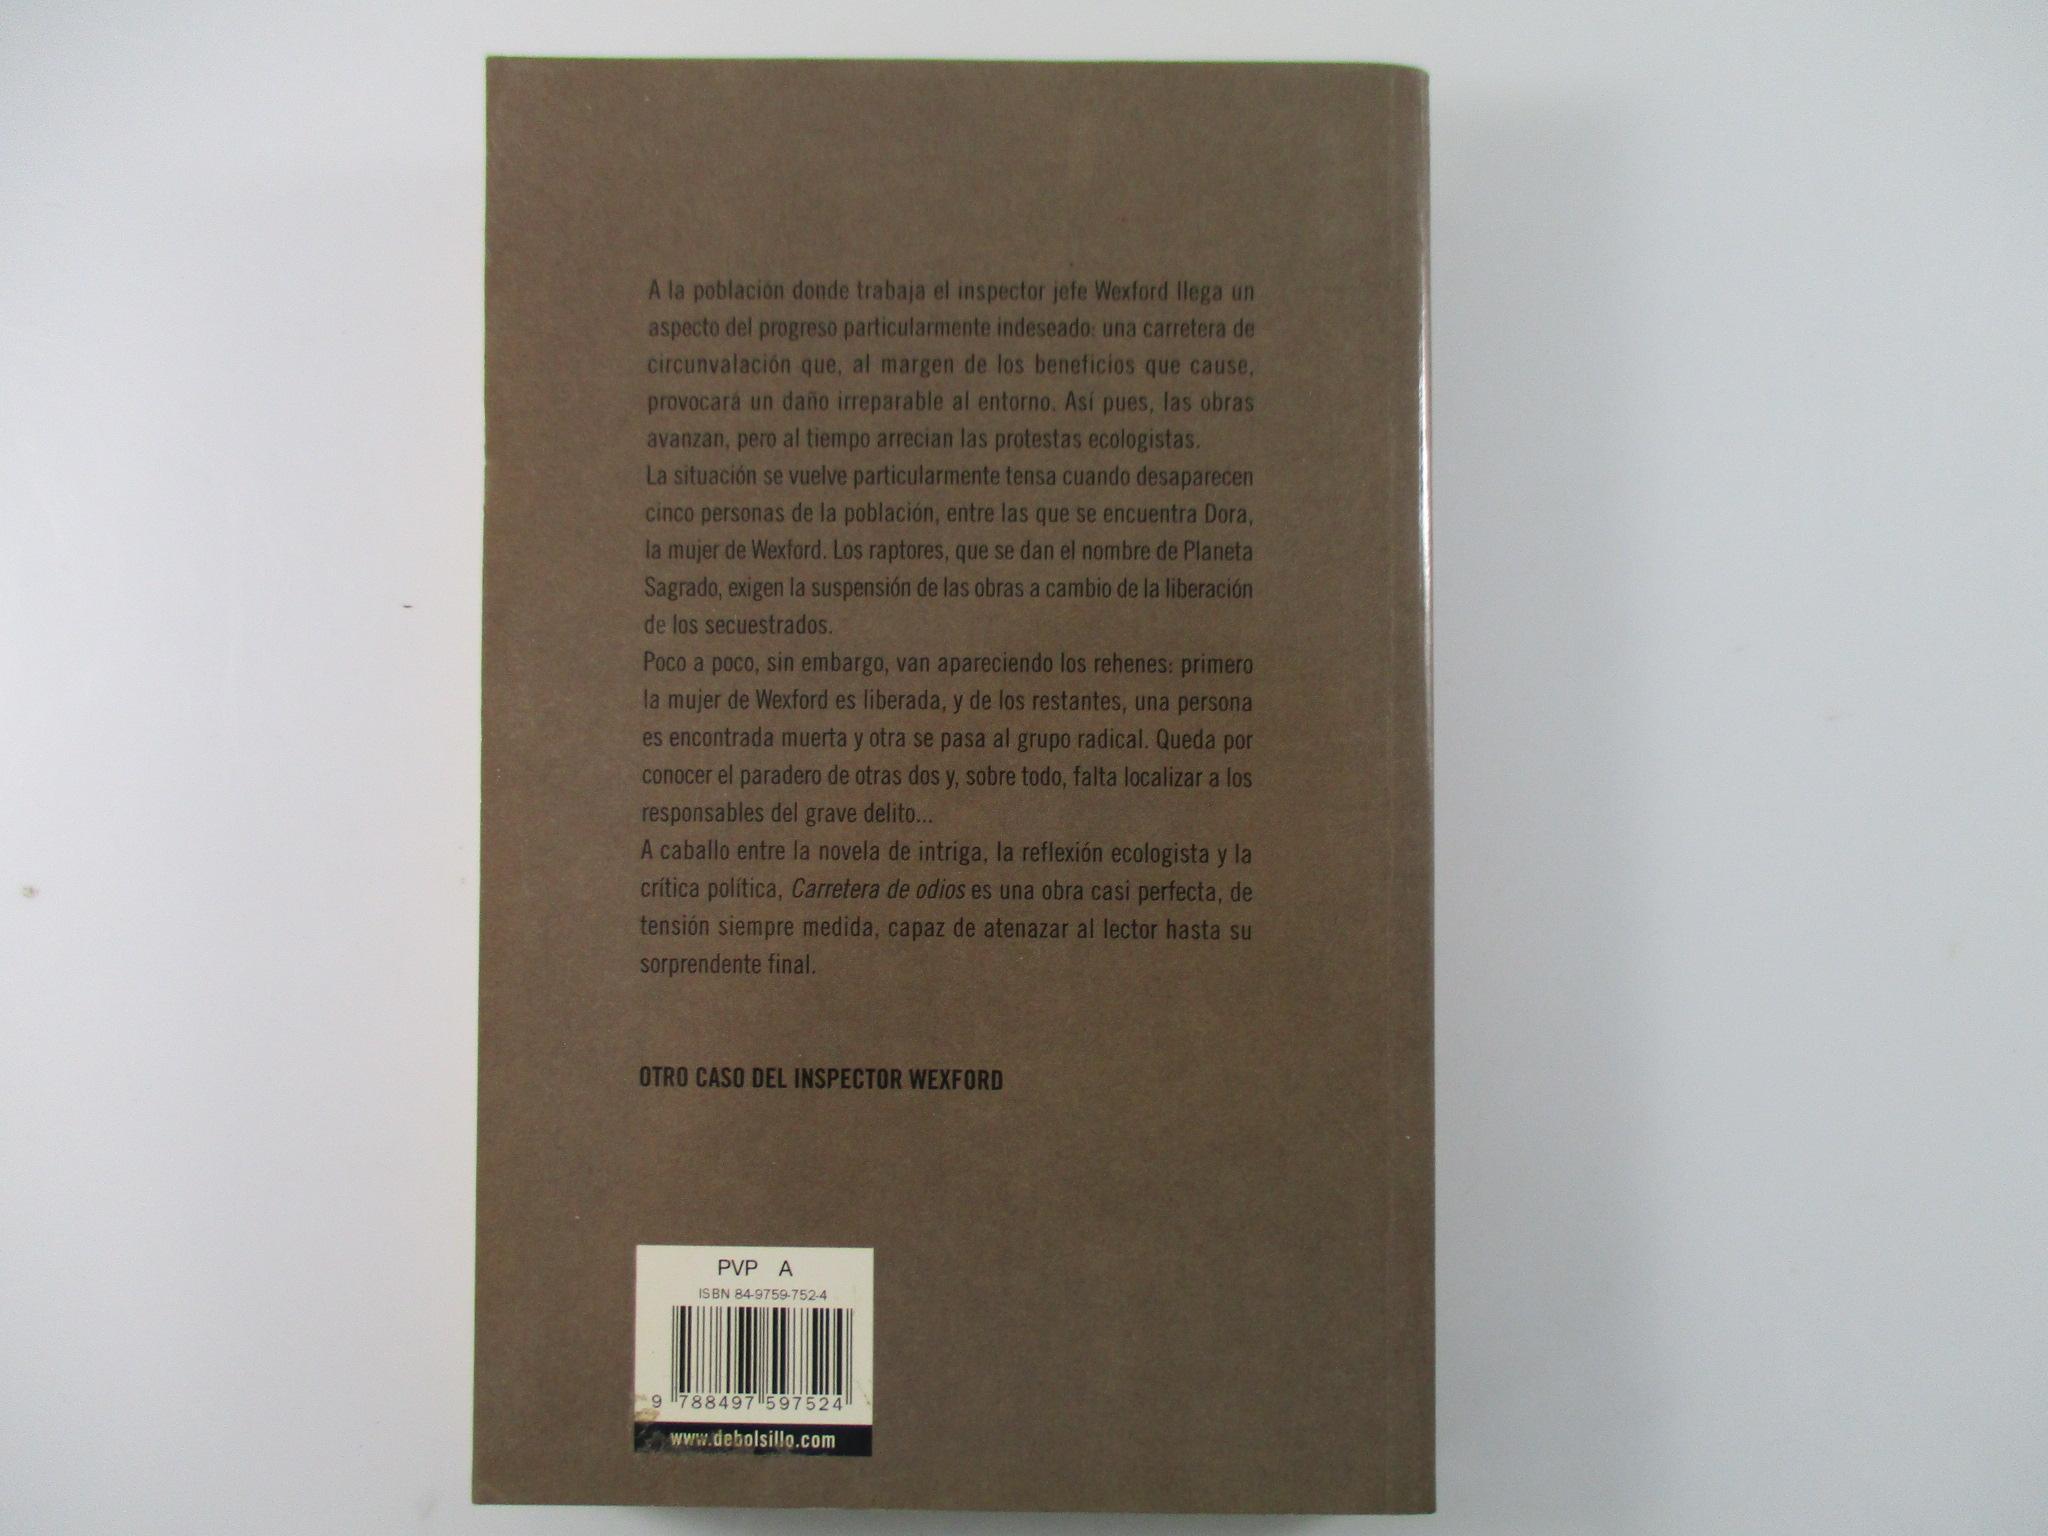 A la población donde trabaja el inspector jefe Wexford llega un
aspecto del progreso particularmente indeseado: una carretera de
circunvalación que, al margen de los beneficios que cause,
provocará un daño irreparable al entorno. Así pues, las obras
avanzan, pero al tiempo arrecian las protestas ecologistas.
La situación se vuelve particularmente tensa cuando desaparecen
cinco personas de la población, entre las que se encuentra Dora,
la mujer de Wexford. Los raptores, que se dan el nombre de Planeta
Sagrado, exigen la suspensión de las obras a cambio de la liberación
de los secuestrados.
Poco a poco, sin embargo, van apareciendo los rehenes: primero
la mujer de Wexford es liberada, y de los restantes, una persona
es encontrada muerta y otra se pasa al grupo radical. Queda por
conocer el paradero de otras dos y, sobre todo, falta localizar a los
responsables del grave delito...
A caballo entre la novela de intriga, la reflexión ecologista y la
crítica política, Carretera de odios es una obra casi perfecta, de
tensión siempre medida, capaz de atenazar al lector hasta su
sorprendente final.
OTRO CASO DEL INSPECTOR WEXFORD
PVP A
ISBN 84-9759-752-4
9 788497 597524
www.debolsillo.com